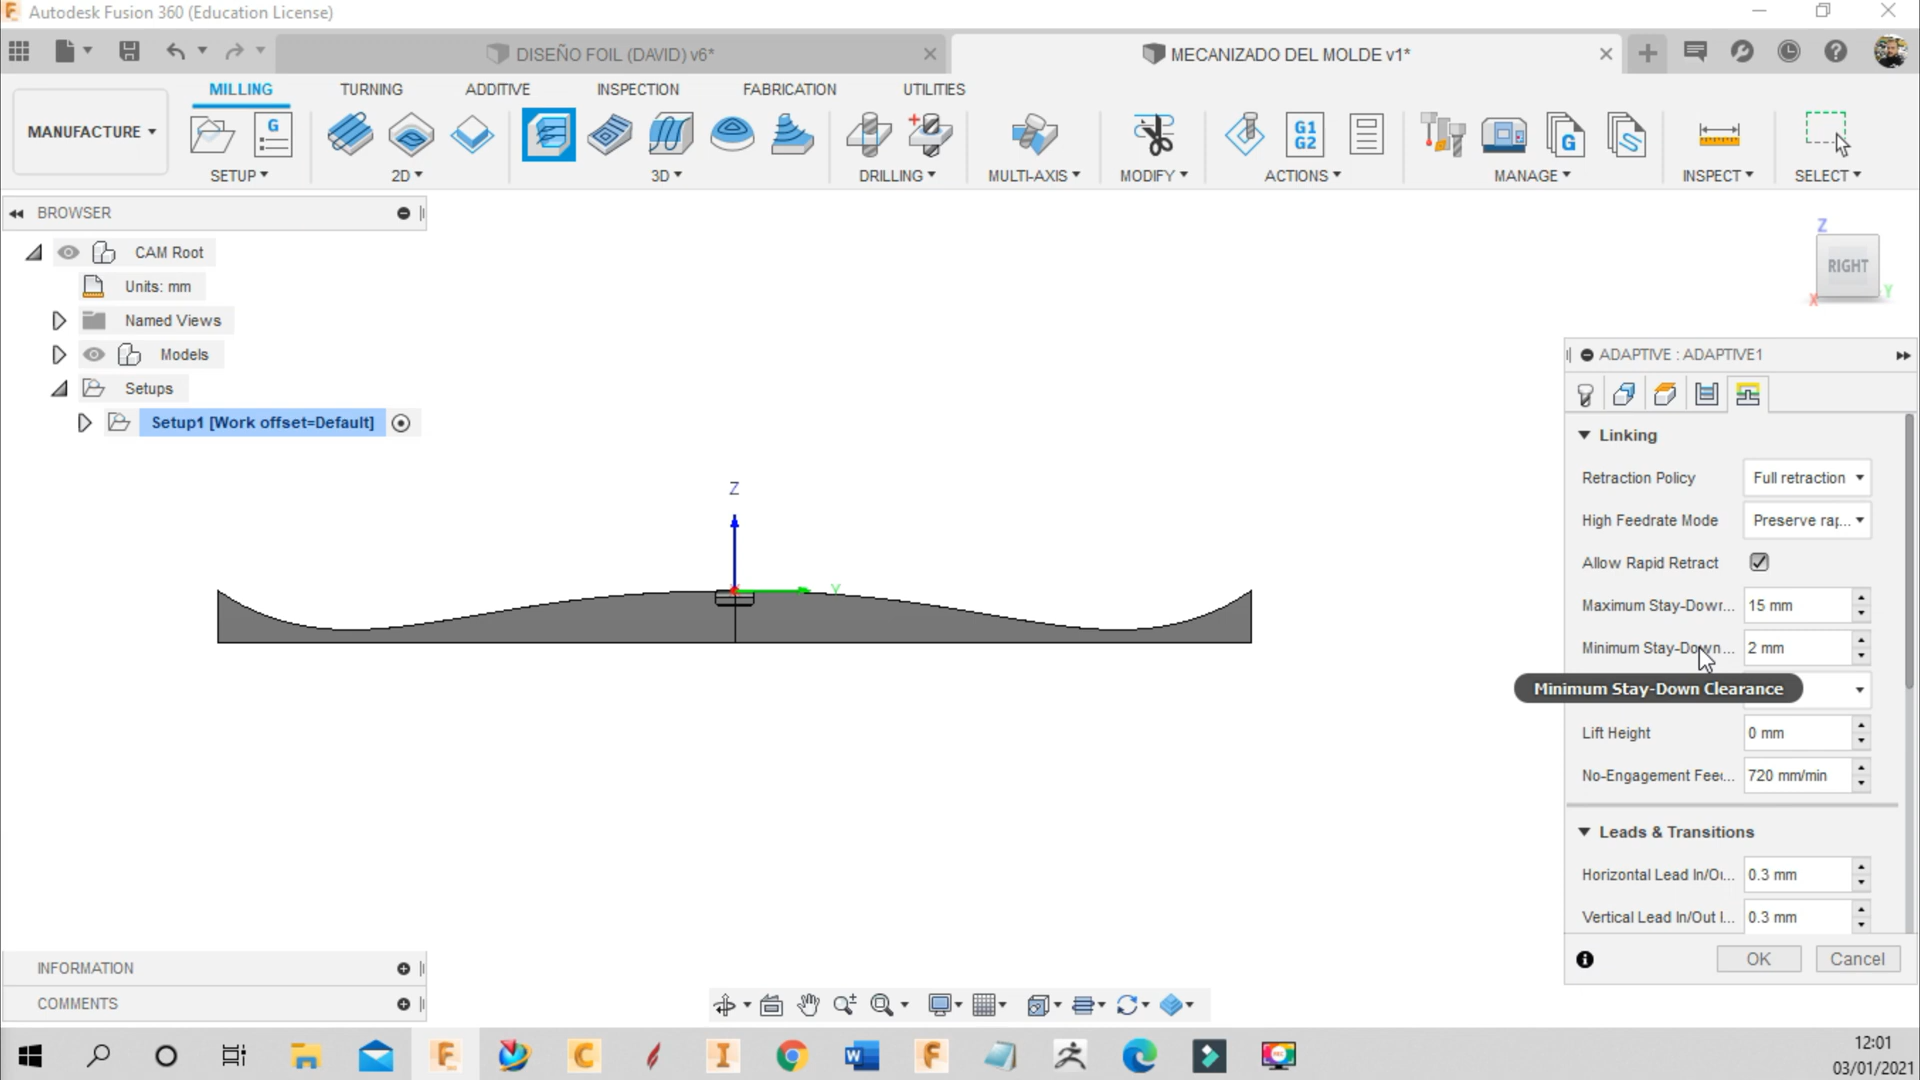 Autodesk Fusion 360 (Education License)
DISEÑO FOIL (DAVID) v6*
MECANIZADO DEL MOLDE v1*
MILLING
TURNING
ADDITIVE
INSPECTION
FABRICATION
UTILITIES
MANUFACTURE
G
G1
G2
G
S
SETUP
2D
3D
DRILLING
MULTI-AXIS
MODIFY
ACTIONS
MANAGE
INSPECT
SELECT
BROWSER
CAM Root
Units: mm
Named Views
Models
Setups
Setup1 [Work offset=Default]
Z
RIGHT
X
Y
Z
Y
ADAPTIVE : ADAPTIVE1
Linking
Retraction Policy
Full retraction
High Feedrate Mode
Preserve rap...
Allow Rapid Retract
Maximum Stay-Down...
15 mm
Minimum Stay-Down...
2 mm
Minimum Stay-Down Clearance
Lift Height
0 mm
No-Engagement Feed...
720 mm/min
Leads & Transitions
Horizontal Lead In/O...
0.3 mm
Vertical Lead In/Out ...
0.3 mm
OK
Cancel
INFORMATION
COMMENTS
12:01
03/01/2021